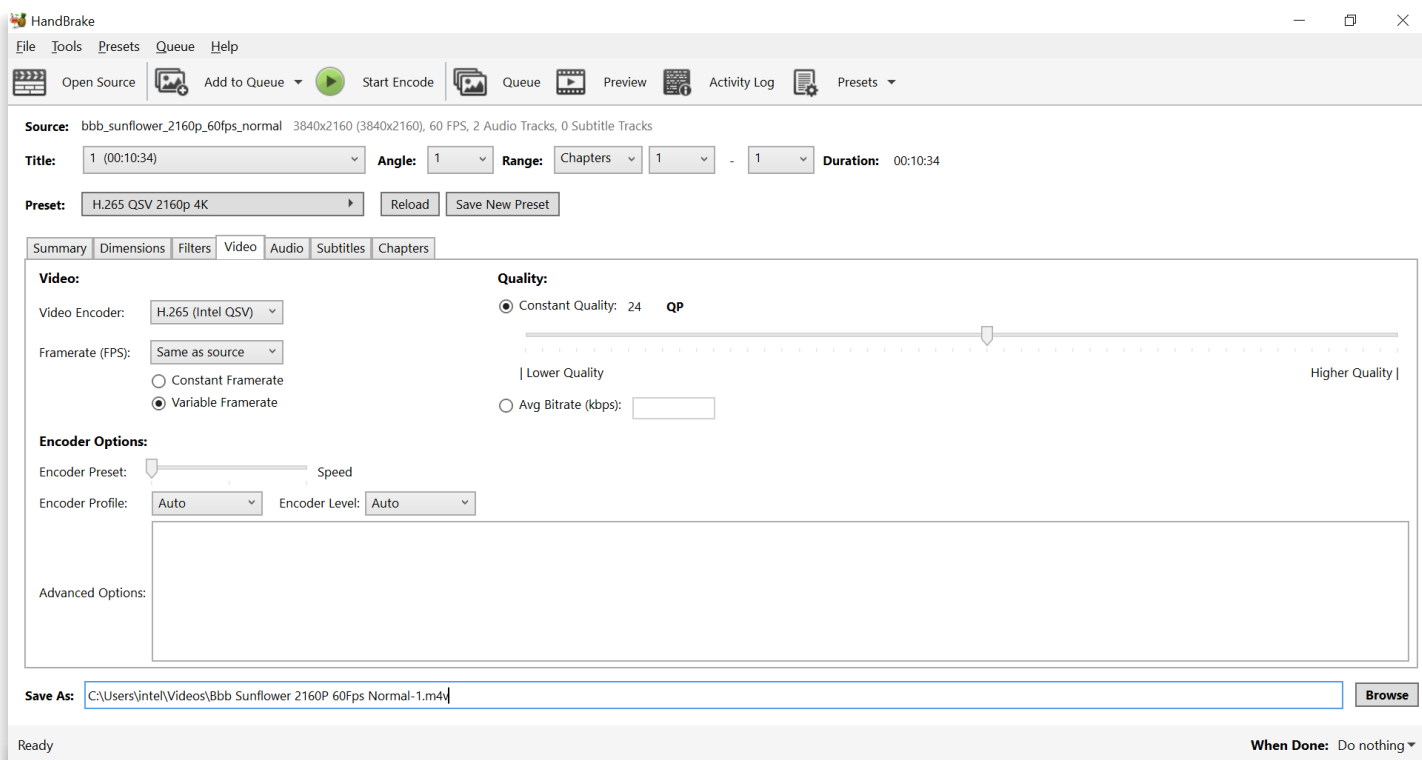 HandBrake
File Tools Presets Queue Help
Open Source Add to Queue Start Encode Queue Preview Activity Log Presets
Source: bbb_sunflower_2160p_60fps_normal 3840x2160 (3840x2160), 60 FPS, 2 Audio Tracks, 0 Subtitle Tracks
Title: 1 (00:10:34) Angle: 1 Range: Chapters 1 - 1 Duration: 00:10:34
Preset: H.265 QSV 2160p 4K Reload Save New Preset
Summary Dimensions Filters Video Audio Subtitles Chapters
Video: Quality:
Video Encoder: H.265 (Intel QSV) Constant Quality: 24 QP
Framerate (FPS): Same as source
| Lower Quality Higher Quality |
Constant Framerate
Variable Framerate Avg Bitrate (kbps):
Encoder Options:
Encoder Preset: Speed
Encoder Profile: Auto Encoder Level: Auto
Advanced Options:
Save As: C:\Users\intel\Videos\Bbb Sunflower 2160P 60Fps Normal-1.m4v Browse
Ready When Done: Do nothing